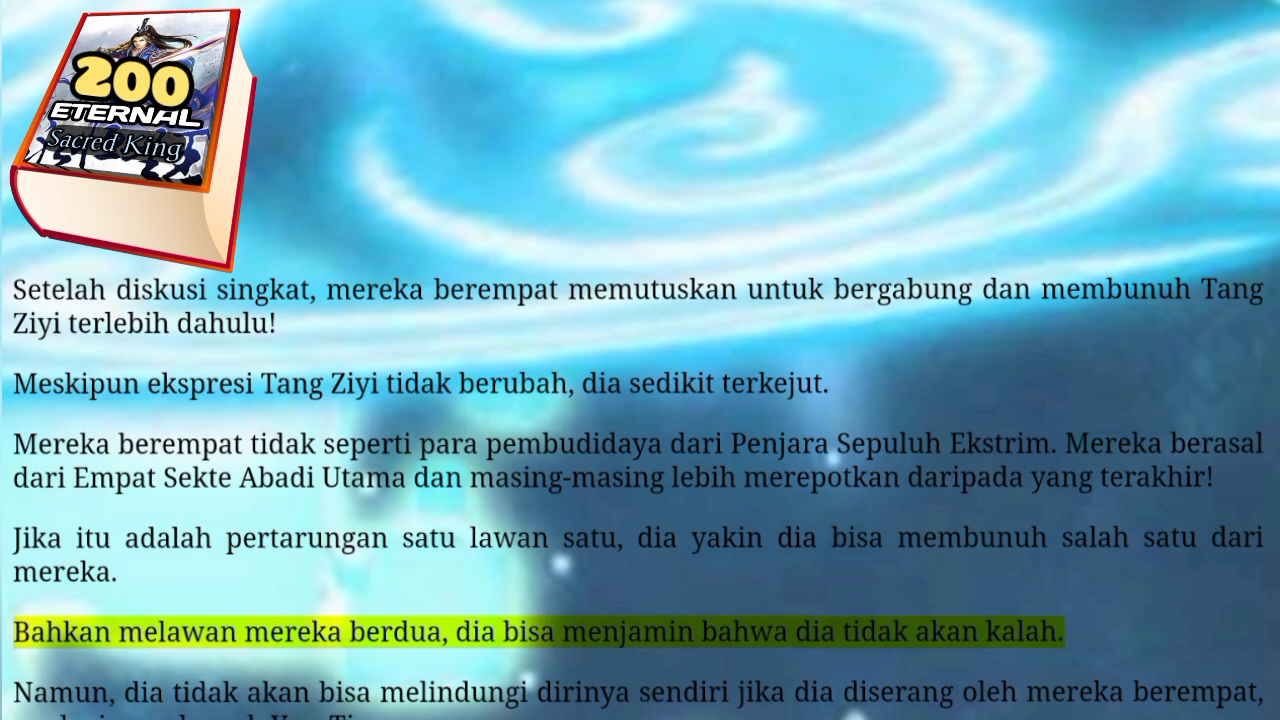 200
ETERNAL
Sacred King
Setelah diskusi singkat, mereka berempat memutuskan untuk bergabung dan membunuh Tang
Ziyi terlebih dahulu!
Meskipun ekspresi Tang Ziyi tidak berubah, dia sedikit terkejut.
Mereka berempat tidak seperti para pembudidaya dari Penjara Sepuluh Ekstrim. Mereka berasal
dari Empat Sekte Abadi Utama dan masing-masing lebih merepotkan daripada yang terakhir!
Jika itu adalah pertarungan satu lawan satu, dia yakin dia bisa membunuh salah satu dari
mereka.
Bahkan melawan mereka berdua, dia bisa menjamin bahwa dia tidak akan kalah.
Namun, dia tidak akan bisa melindungi dirinya sendiri jika dia diserang oleh mereka berempat,